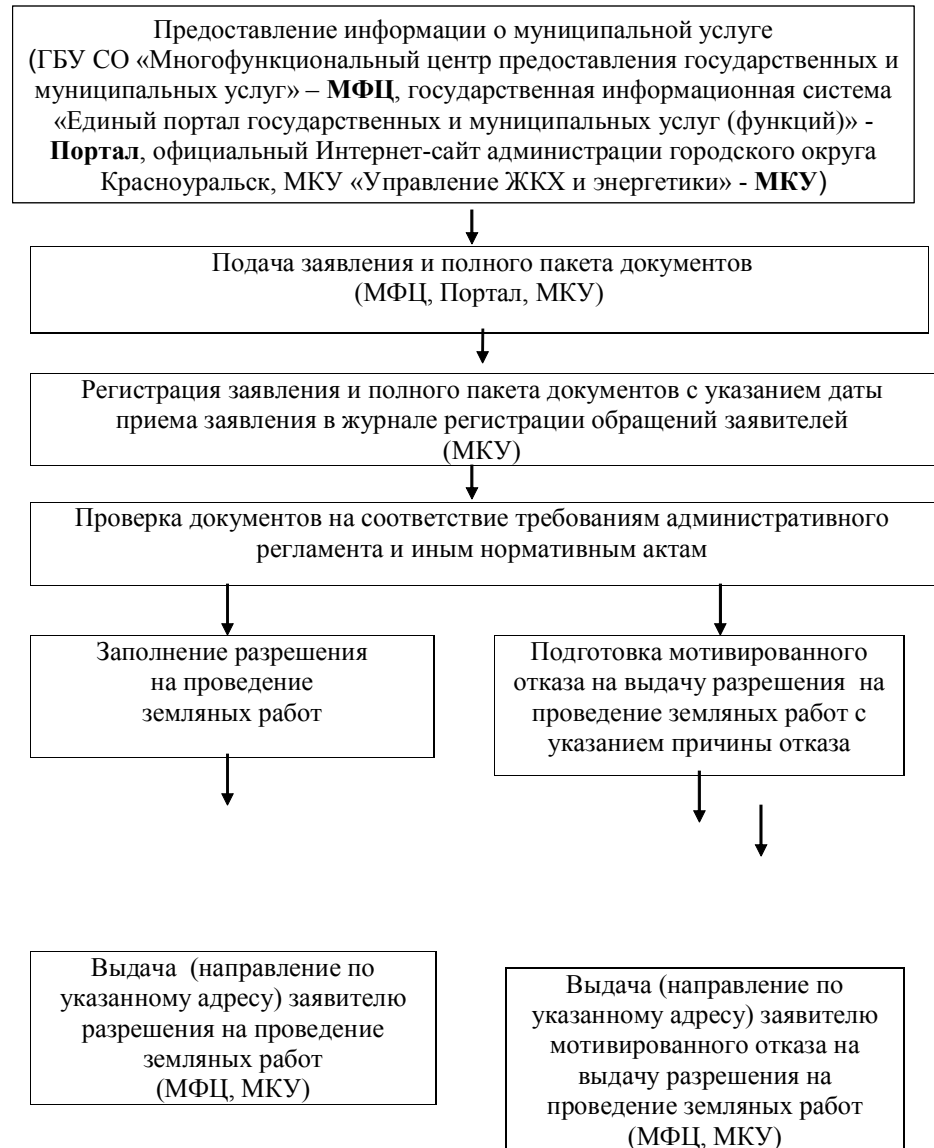 Предоставление информации о муниципальной услуге
(ГБУ СО «Многофункциональный центр предоставления государственных и
муниципальных услуг» – МФЦ, государственная информационная система
«Единый портал государственных и муниципальных услуг (функций)» -
Портал, официальный Интернет-сайт администрации городского округа
Красноуральск, МКУ «Управление ЖКХ и энергетики» - МКУ)
Подача заявления и полного пакета документов
(МФЦ, Портал, МКУ)
Регистрация заявления и полного пакета документов с указанием даты
приема заявления в журнале регистрации обращений заявителей
(МКУ)
Проверка документов на соответствие требованиям административного
регламента и иным нормативным актам
Заполнение разрешения
на проведение
земляных работ
Подготовка мотивированного
отказа на выдачу разрешения на
проведение земляных работ с
указанием причины отказа
Выдача (направление по
указанному адресу) заявителю
разрешения на проведение
земляных работ
(МФЦ, МКУ)
Выдача (направление по
указанному адресу) заявителю
мотивированного отказа на
выдачу разрешения на
проведение земляных работ
(МФЦ, МКУ)